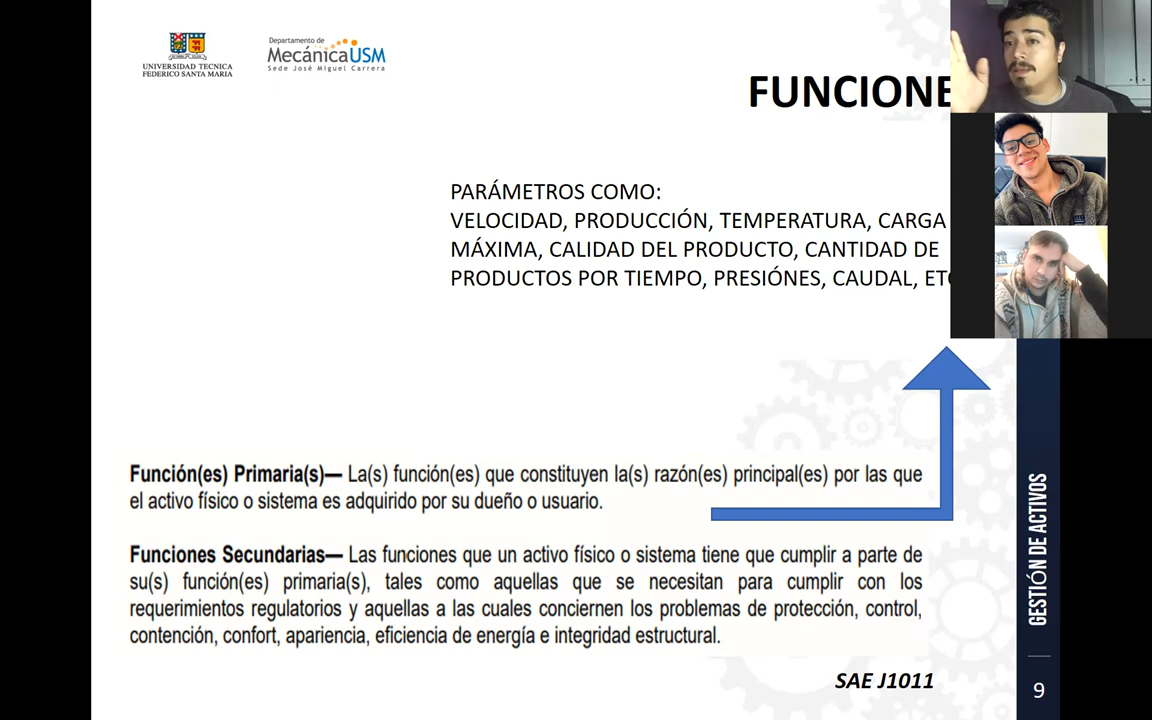 UNIVERSIDAD TECNICA
FEDERICO SANTA MARIA
Departamento de
MecánicaUSM
Sede José Miguel Carrera
FUNCIONE
PARÁMETROS COMO:
VELOCIDAD, PRODUCCIÓN, TEMPERATURA, CARGA
MÁXIMA, CALIDAD DEL PRODUCTO, CANTIDAD DE
PRODUCTOS POR TIEMPO, PRESIÓNES, CAUDAL, ETC
Función(es) Primaria(s)— La(s) función(es) que constituyen la(s) razón(es) principal(es) por las que
el activo físico o sistema es adquirido por su dueño o usuario.
Funciones Secundarias— Las funciones que un activo físico o sistema tiene que cumplir a parte de
su(s) función(es) primaria(s), tales como aquellas que se necesitan para cumplir con los
requerimientos regulatorios y aquellas a las cuales conciernen los problemas de protección, control,
contención, confort, apariencia, eficiencia de energía e integridad estructural.
SAE J1011
GESTIÓN DE ACTIVOS
9